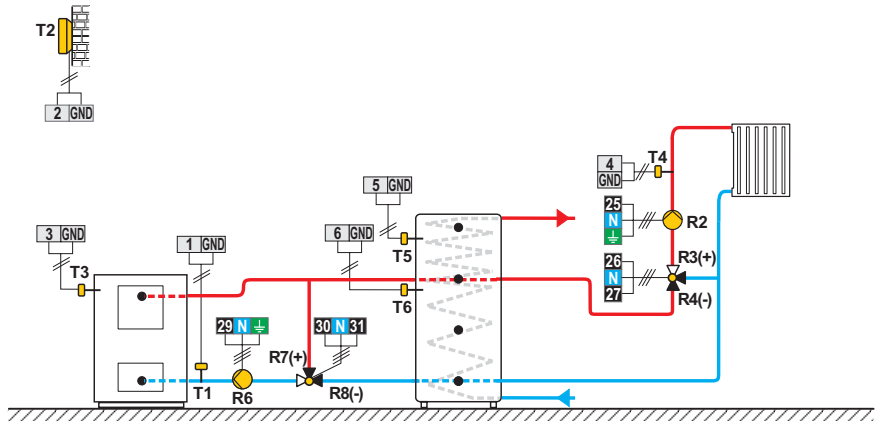 T2
2 GND
4 T4
GND
5 GND
25
N R2
6 GND
3 GND
1 GND
T5
R3(+)
26
N
27
T3
T6
R4(-)
29 N
30 N 31
R7(+)
T1
R6
R8(-)